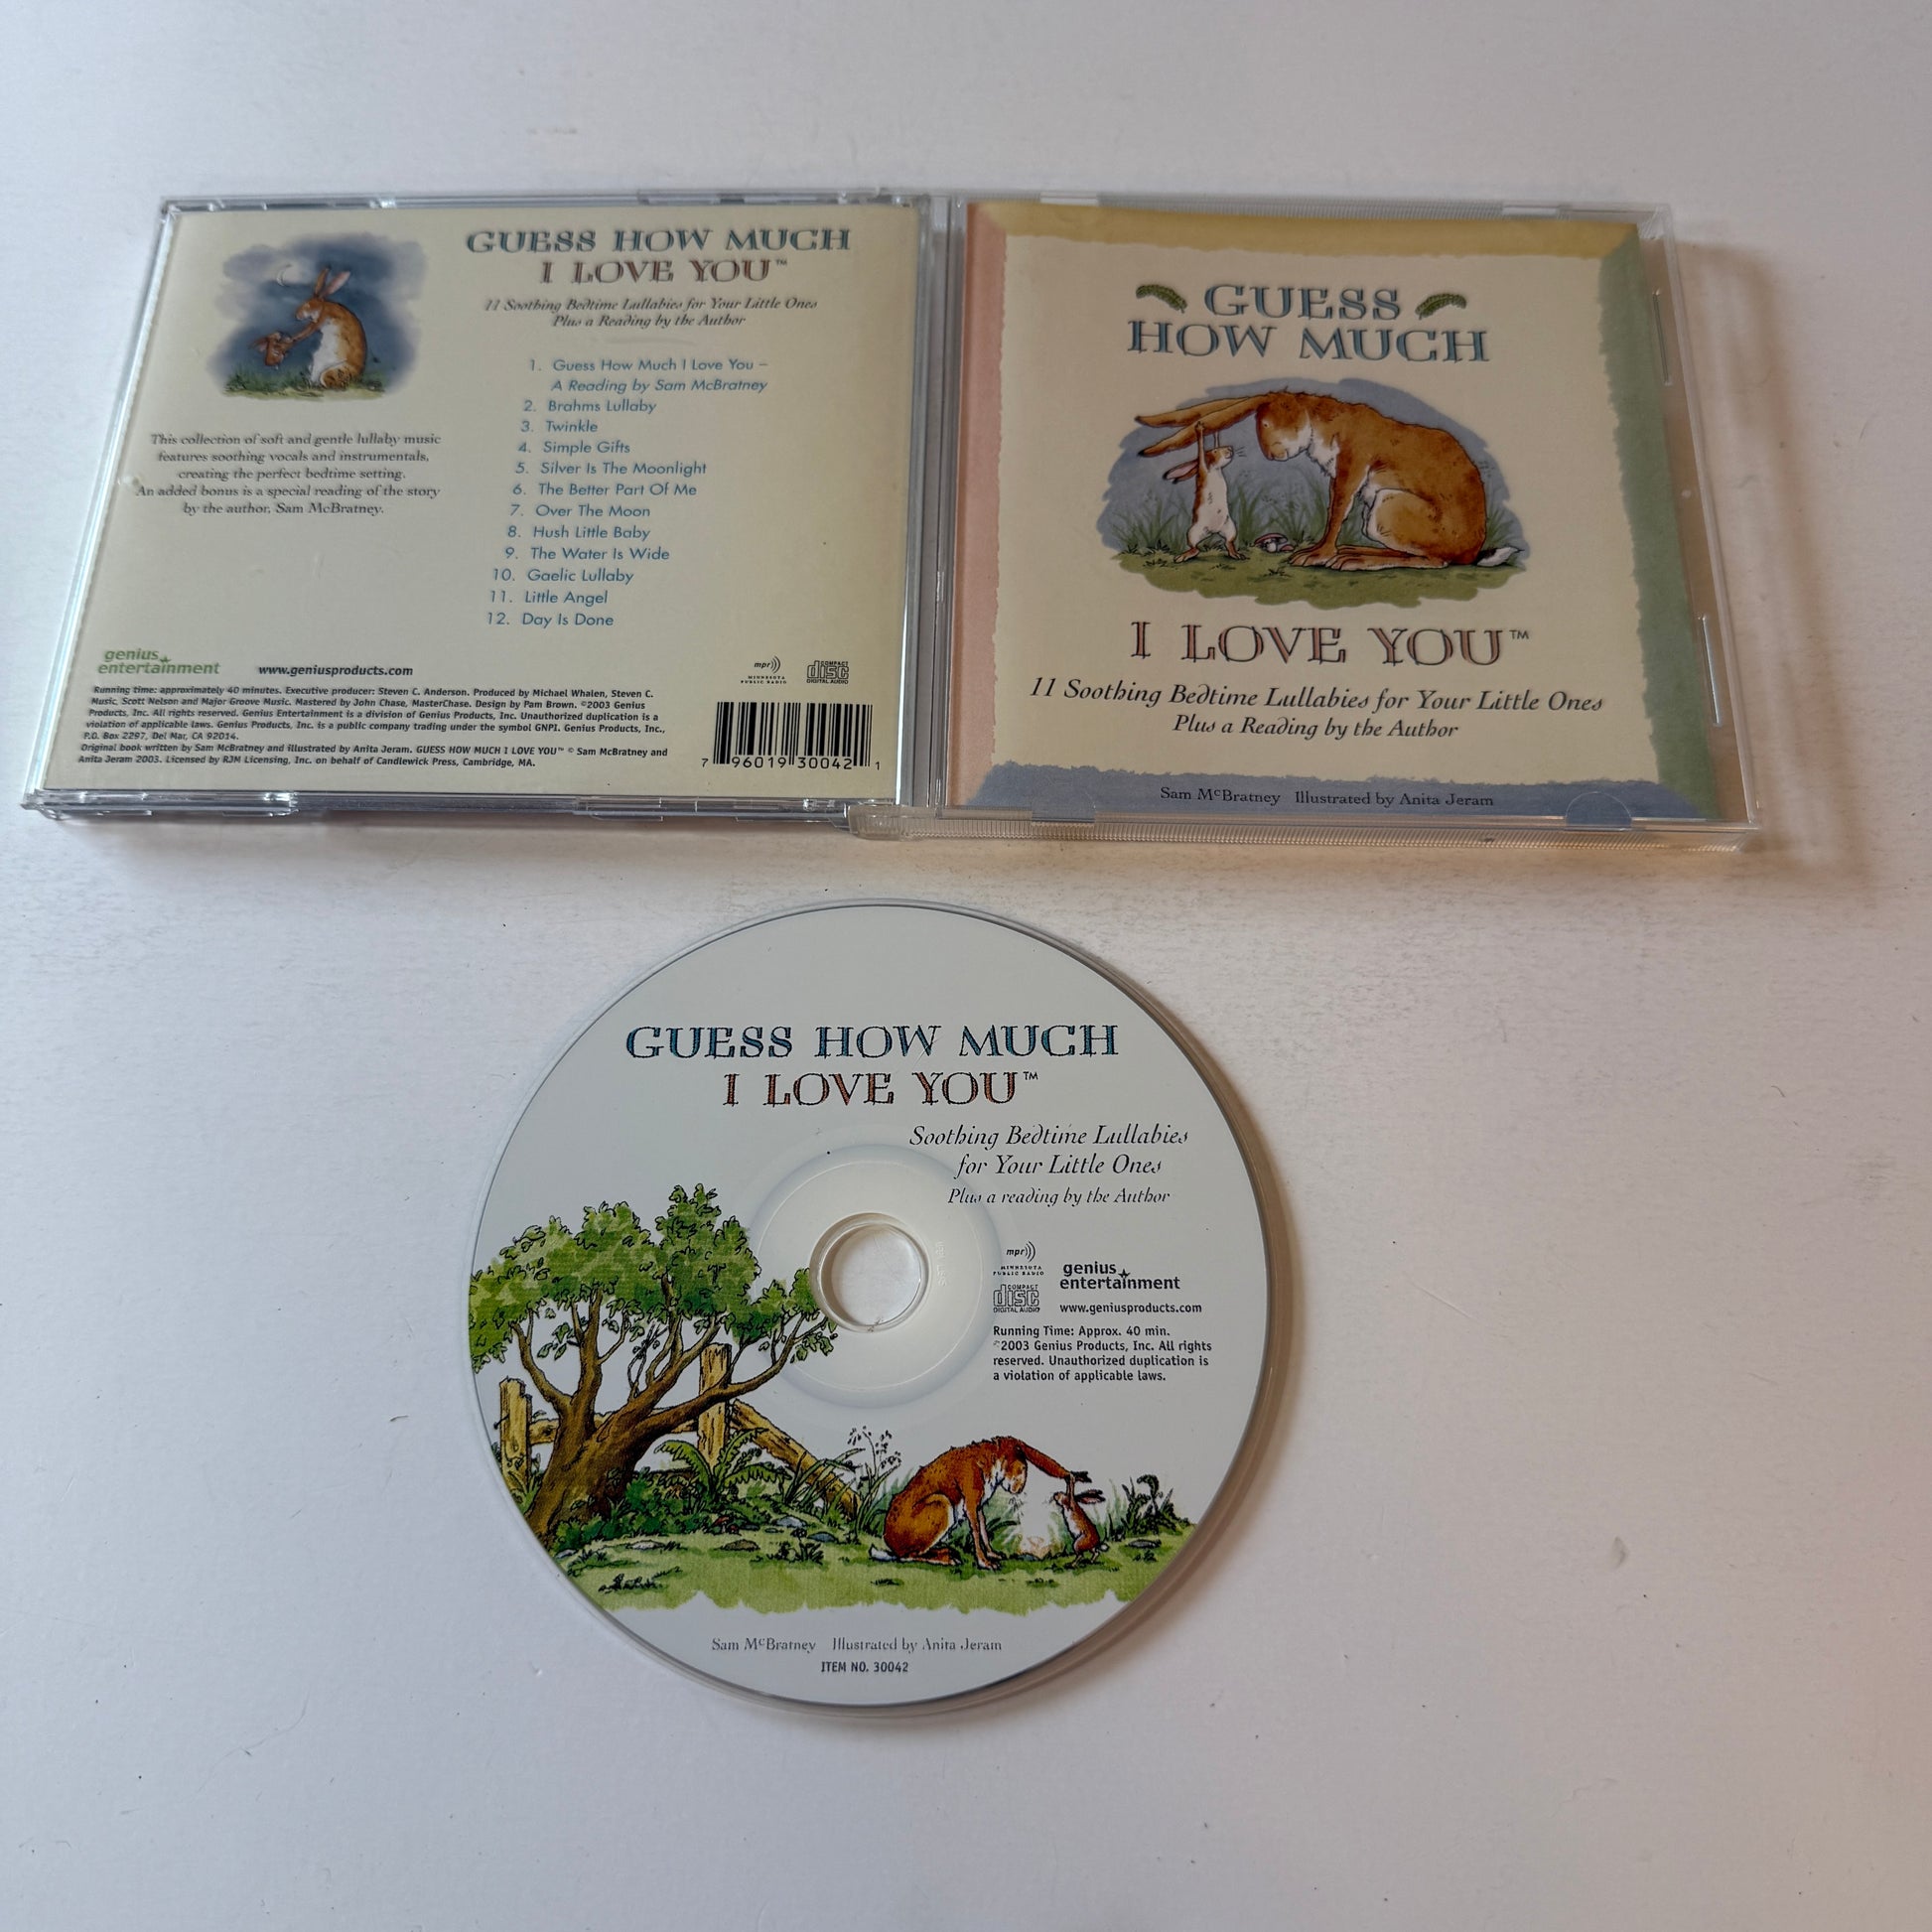 GUESS HOW MUCH
I LOVE YOU™
11 Soothing Bedtime Lullabies for Your Little Ones
Plus a Reading by the Author
1. Guess How Much I Love You –
A Reading by Sam McBratney
2. Brahms Lullaby
3. Twinkle
4. Simple Gifts
5. Silver Is The Moonlight
6. The Better Part Of Me
7. Over The Moon
8. Hush Little Baby
9. The Water Is Wide
10. Gaelic Lullaby
11. Little Angel
12. Day Is Done
This collection of soft and gentle lullaby music
features soothing vocals and instrumentals,
creating the perfect bedtime setting.
An added bonus is a special reading of the story
by the author, Sam McBratney.
genius
entertainment
www.geniusproducts.com
mpr
MINNESOTA
PUBLIC RADIO
COMPACT
disc
DIGITAL AUDIO
Running time: approximately 40 minutes. Executive producer: Steven C. Anderson. Produced by Michael Whalen, Steven C.
Music, Scott Nelson and Major Groove Music. Mastered by John Chase, MasterChase. Design by Pam Brown. ©2003 Genius
Products, Inc. All rights reserved. Genius Entertainment is a division of Genius Products, Inc. Unauthorized duplication is a
violation of applicable laws. Genius Products, Inc. is a public company trading under the symbol GNPI. Genius Products, Inc.,
P.O. Box 2297, Del Mar, CA 92014.
Original book written by Sam McBratney and illustrated by Anita Jeram. GUESS HOW MUCH I LOVE YOU™ © Sam McBratney and
Anita Jeram 2003. Licensed by RJM Licensing, Inc. on behalf of Candlewick Press, Cambridge, MA.
7 96019 30042 1
GUESS
HOW MUCH
I LOVE YOU™
11 Soothing Bedtime Lullabies for Your Little Ones
Plus a Reading by the Author
Sam McBratney Illustrated by Anita Jeram
GUESS HOW MUCH
I LOVE YOU™
Soothing Bedtime Lullabies
for Your Little Ones
Plus a reading by the Author
mpr
MINNESOTA
PUBLIC RADIO
genius
entertainment
COMPACT
disc
DIGITAL AUDIO
www.geniusproducts.com
Running Time: Approx. 40 min.
©2003 Genius Products, Inc. All rights
reserved. Unauthorized duplication is
a violation of applicable laws.
Sam McBratney Illustrated by Anita Jeram
ITEM NO. 30042